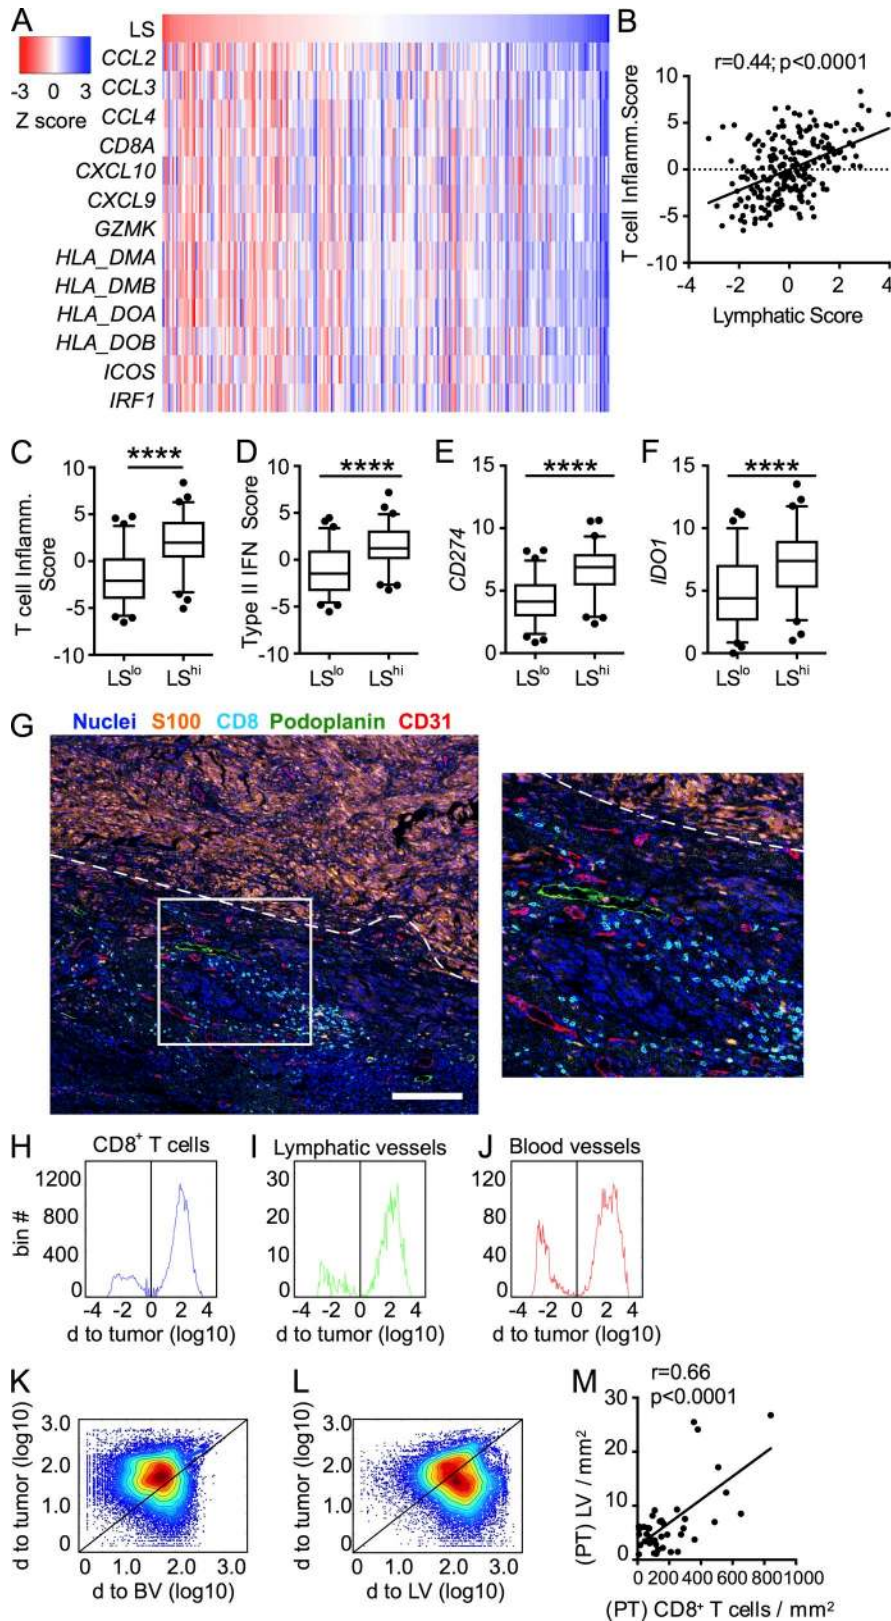 A
LS
-3 0 3
Z score
CCL2
CCL3
CCL4
CD8A
CXCL10
CXCL9
GZMK
HLA_DMA
HLA_DMB
HLA_DOA
HLA_DOB
ICOS
IRF1
B
r=0.44; p<0.0001
T cell Inflamm.Score
10
5
0
-5
-10
-4 -2 0 2 4
Lymphatic Score
C
****
T cell Inflamm.
Score
10
5
0
-5
-10
LSlo LShi
D
****
Type II IFN Score
10
5
0
-5
-10
LSlo LShi
E
****
CD274
15
10
5
0
LSlo LShi
F
****
IDO1
15
10
5
0
LSlo LShi
G
Nuclei S100 CD8 Podoplanin CD31
H
CD8+ T cells
bin #
1200
800
400
0
-4 -2 0 2 4
d to tumor (log10)
I
Lymphatic vessels
30
20
10
0
-4 -2 0 2 4
d to tumor (log10)
J
Blood vessels
120
80
40
0
-4 -2 0 2 4
d to tumor (log10)
K
d to tumor (log10)
3.0
2.0
1.0
0
0 1.0 2.0 3.0
d to BV (log10)
L
d to tumor (log10)
3.0
2.0
1.0
0
0 1.0 2.0 3.0
d to LV (log10)
M
r=0.66
p<0.0001
(PT) LV / mm²
30
20
10
0
0 200 400 600 8001000
(PT) CD8+ T cells / mm²